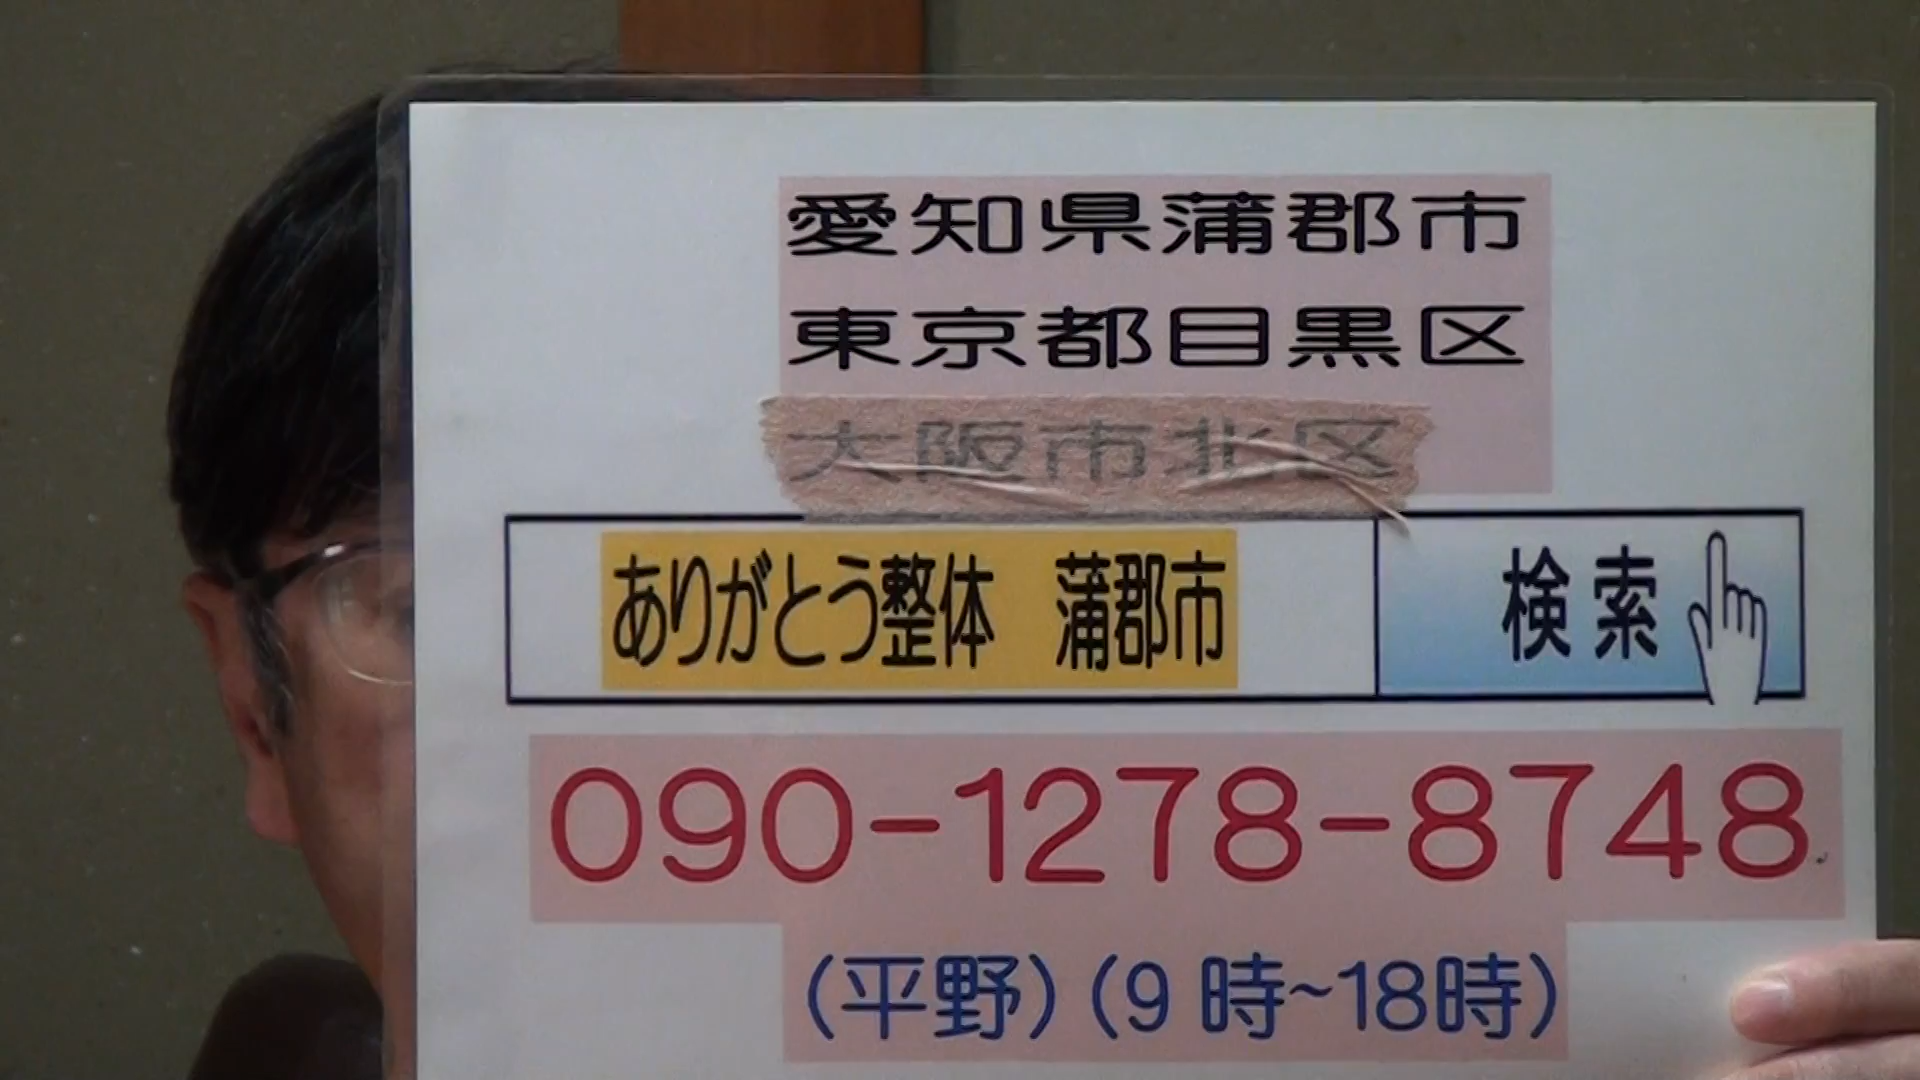 愛知県蒲郡市
東京都目黒区
大阪市北区
ありがとう整体　蒲郡市
検索
090-1278-8748
(平野)(9時~18時)